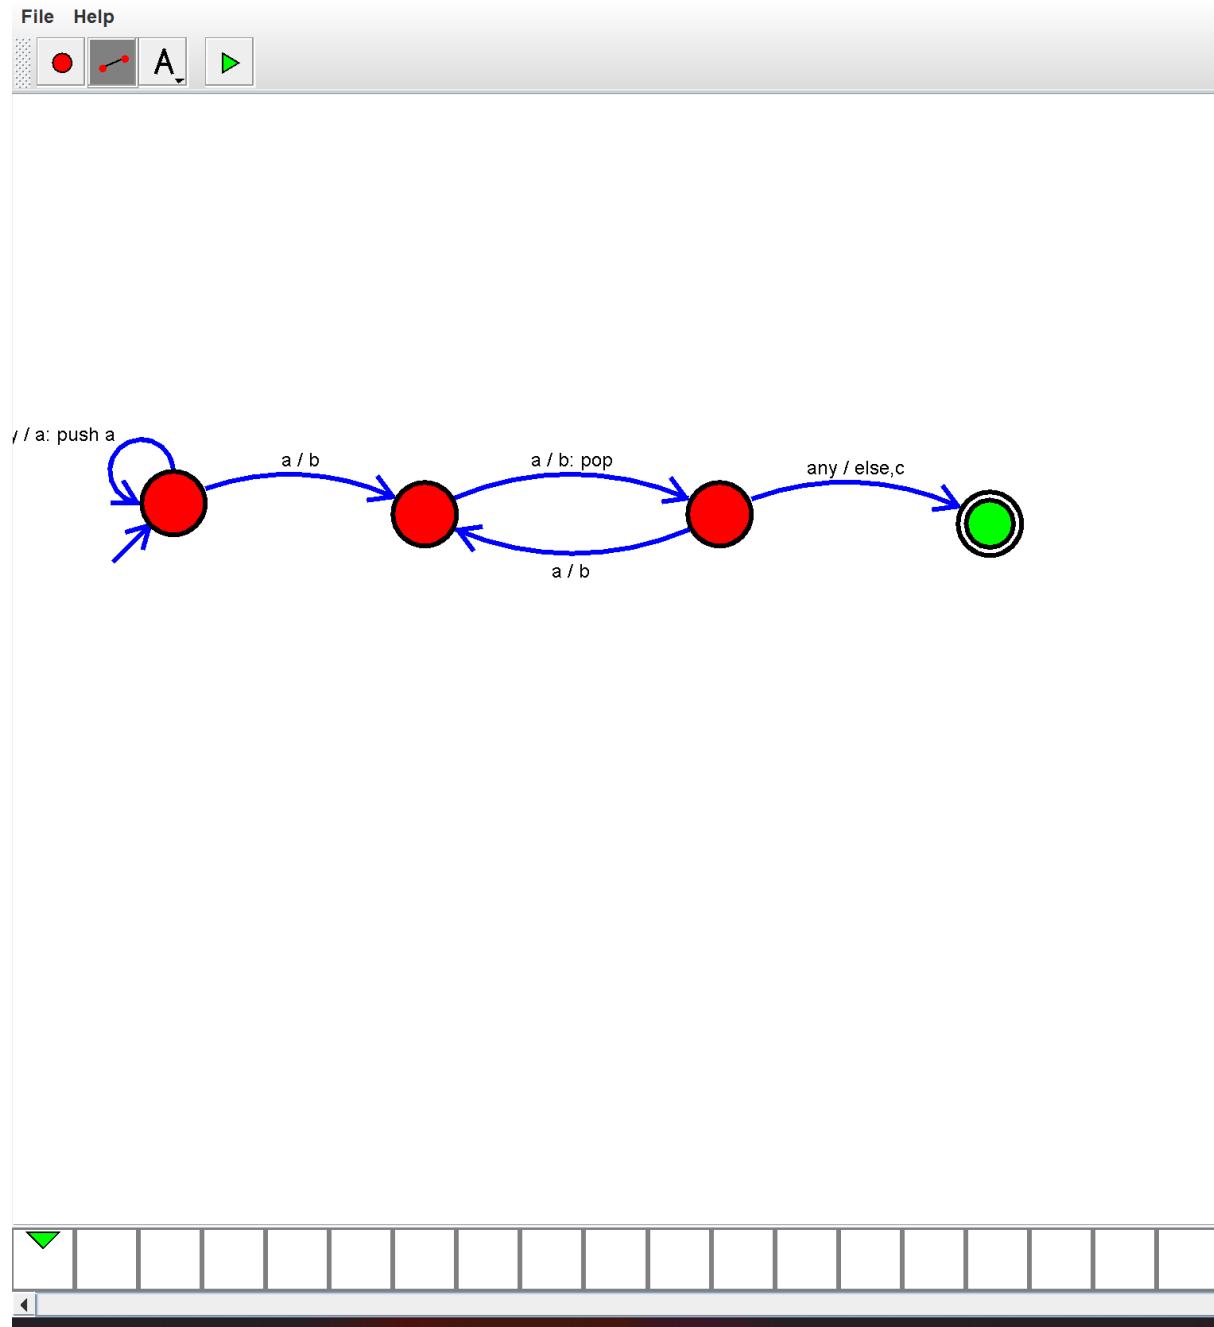 File Help
A
/ a: push a
a / b
a / b: pop
any / else,c
a / b